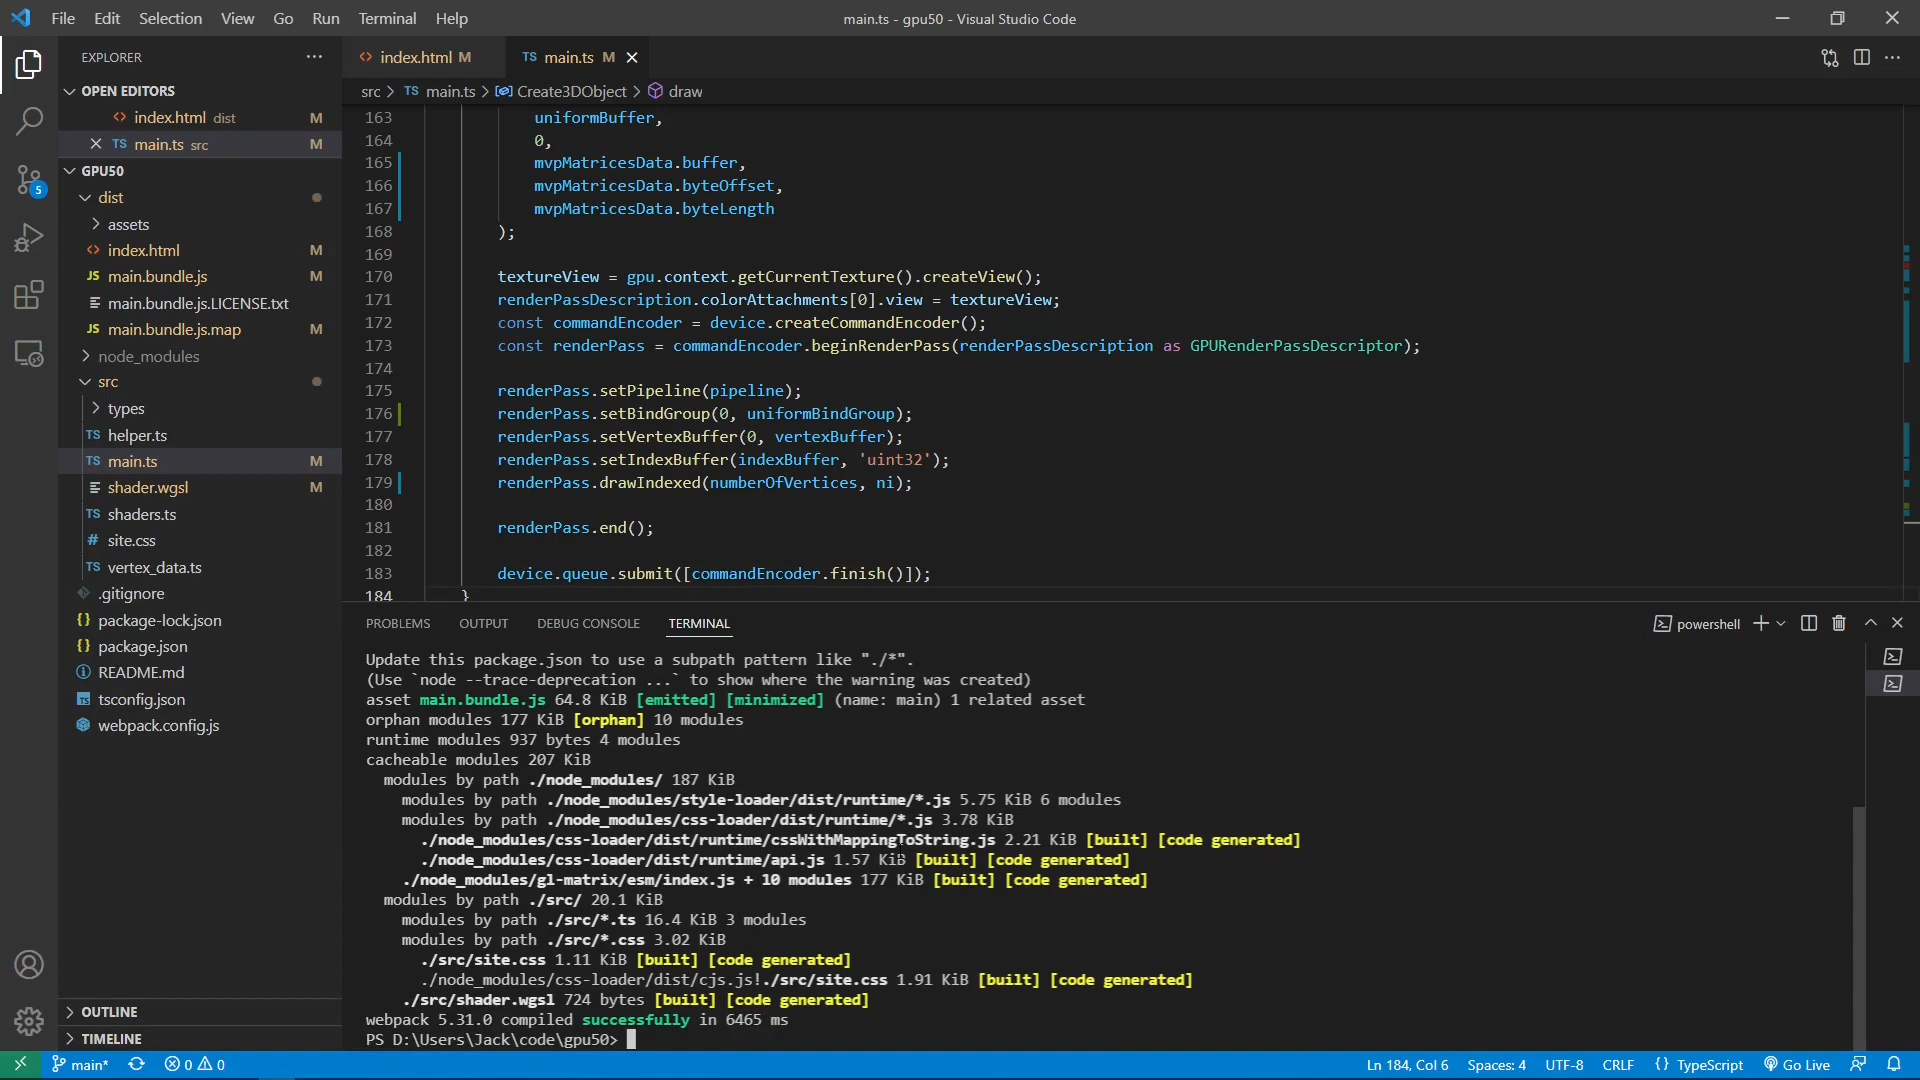 File Edit Selection View Go Run Terminal Help
main.ts - gpu50 - Visual Studio Code
EXPLORER
OPEN EDITORS
index.html dist M
TS main.ts src M
GPU50
dist
assets
index.html M
JS main.bundle.js M
main.bundle.js.LICENSE.txt
JS main.bundle.js.map M
node_modules
src
types
TS helper.ts
TS main.ts M
shader.wgsl M
TS shaders.ts
# site.css
TS vertex_data.ts
.gitignore
{} package-lock.json
{} package.json
README.md
TS tsconfig.json
webpack.config.js
OUTLINE
TIMELINE
5
<> index.html M
TS main.ts M
src > TS main.ts > Create3DObject > draw
163 uniformBuffer,
164 0,
165 mvpMatricesData.buffer,
166 mvpMatricesData.byteOffset,
167 mvpMatricesData.byteLength
168 );
169
170 textureView = gpu.context.getCurrentTexture().createView();
171 renderPassDescription.colorAttachments[0].view = textureView;
172 const commandEncoder = device.createCommandEncoder();
173 const renderPass = commandEncoder.beginRenderPass(renderPassDescription as GPURenderPassDescriptor);
174
175 renderPass.setPipeline(pipeline);
176 renderPass.setBindGroup(0, uniformBindGroup);
177 renderPass.setVertexBuffer(0, vertexBuffer);
178 renderPass.setIndexBuffer(indexBuffer, 'uint32');
179 renderPass.drawIndexed(numberOfVertices, ni);
180
181 renderPass.end();
182
183 device.queue.submit([commandEncoder.finish()]);
184 }
PROBLEMS OUTPUT DEBUG CONSOLE TERMINAL
powershell
Update this package.json to use a subpath pattern like "./*".
(Use `node --trace-deprecation ...` to show where the warning was created)
asset main.bundle.js 64.8 KiB [emitted] [minimized] (name: main) 1 related asset
orphan modules 177 KiB [orphan] 10 modules
runtime modules 937 bytes 4 modules
cacheable modules 207 KiB
modules by path ./node_modules/ 187 KiB
modules by path ./node_modules/style-loader/dist/runtime/*.js 5.75 KiB 6 modules
modules by path ./node_modules/css-loader/dist/runtime/*.js 3.78 KiB
./node_modules/css-loader/dist/runtime/cssWithMappingToString.js 2.21 KiB [built] [code generated]
./node_modules/css-loader/dist/runtime/api.js 1.57 KiB [built] [code generated]
./node_modules/gl-matrix/esm/index.js + 10 modules 177 KiB [built] [code generated]
modules by path ./src/ 20.1 KiB
modules by path ./src/*.ts 16.4 KiB 3 modules
modules by path ./src/*.css 3.02 KiB
./src/site.css 1.11 KiB [built] [code generated]
./node_modules/css-loader/dist/cjs.js!./src/site.css 1.91 KiB [built] [code generated]
./src/shader.wgsl 724 bytes [built] [code generated]
webpack 5.31.0 compiled successfully in 6465 ms
PS D:\Users\Jack\code\gpu50>
main* 0 0
Ln 184, Col 6 Spaces: 4 UTF-8 CRLF {} TypeScript Go Live